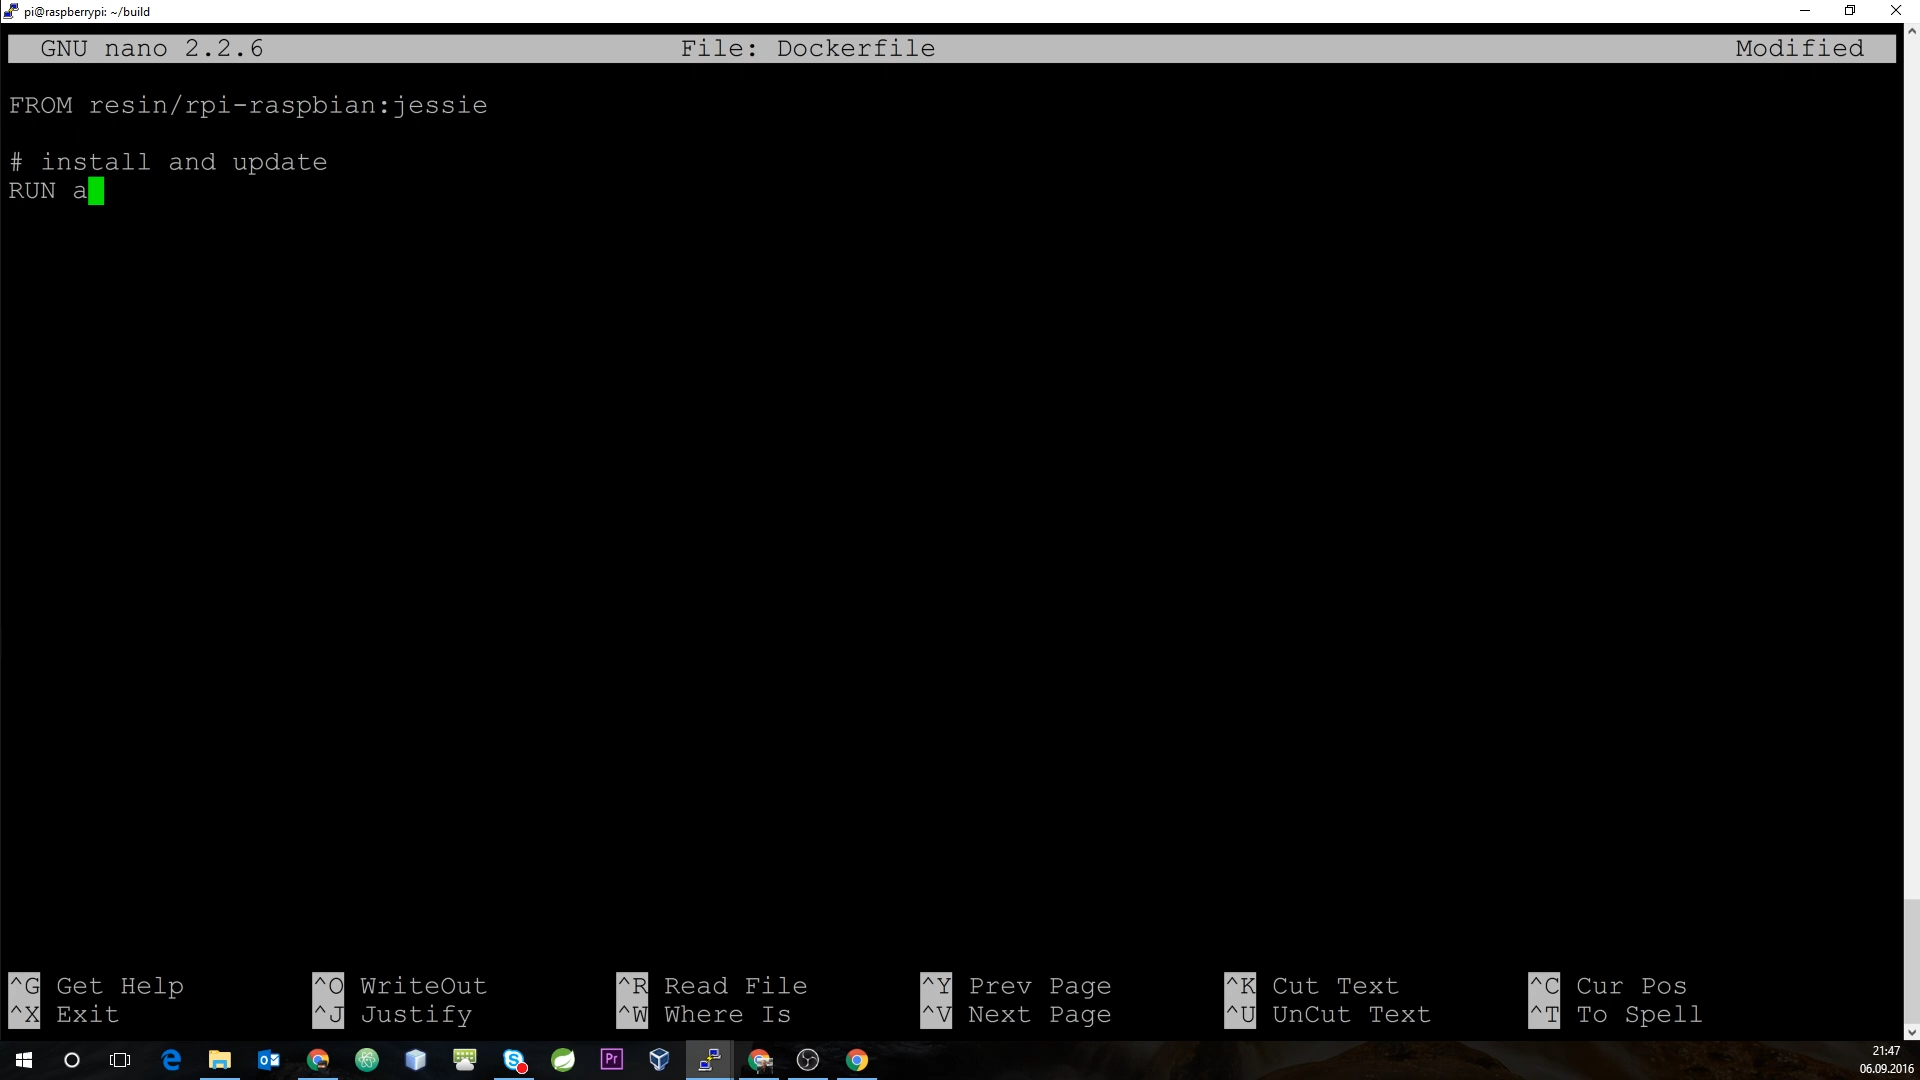 pi@raspberrypi: ~/build
GNU nano 2.2.6 File: Dockerfile Modified
FROM resin/rpi-raspbian:jessie
# install and update
RUN a
^G Get Help ^O WriteOut ^R Read File ^Y Prev Page ^K Cut Text ^C Cur Pos
^X Exit ^J Justify ^W Where Is ^V Next Page ^U UnCut Text ^T To Spell
21:47
06.09.2016